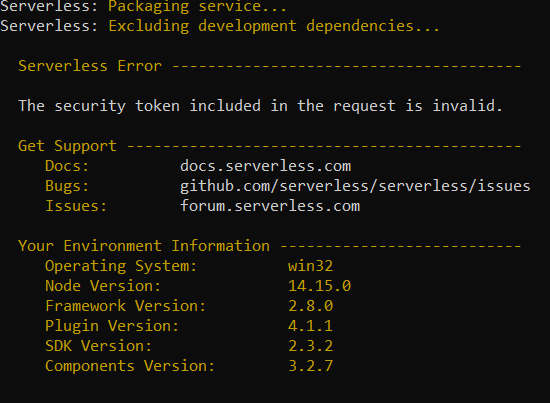 Serverless: Packaging service...
Serverless: Excluding development dependencies...
Serverless Error ---------------------------------------
The security token included in the request is invalid.
Get Support --------------------------------------------
Docs: docs.serverless.com
Bugs: github.com/serverless/serverless/issues
Issues: forum.serverless.com
Your Environment Information ---------------------------
Operating System: win32
Node Version: 14.15.0
Framework Version: 2.8.0
Plugin Version: 4.1.1
SDK Version: 2.3.2
Components Version: 3.2.7